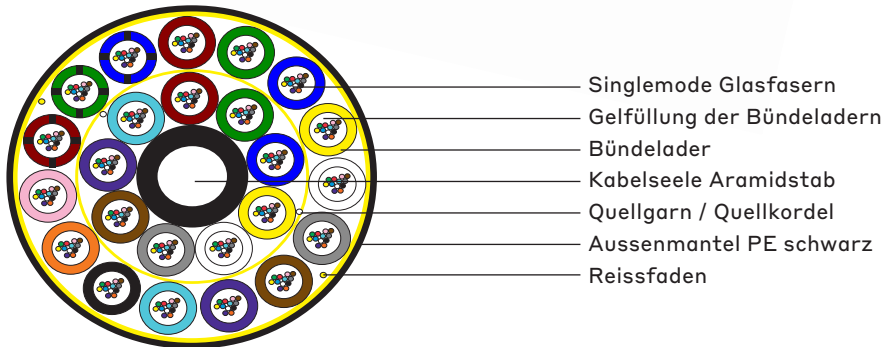 Singlemode Glasfasern
Gelfüllung der Bündeladern
Bündelader
Kabelseele Aramidstab
Quellgarn / Quellkordel
Aussenmantel PE schwarz
Reissfaden